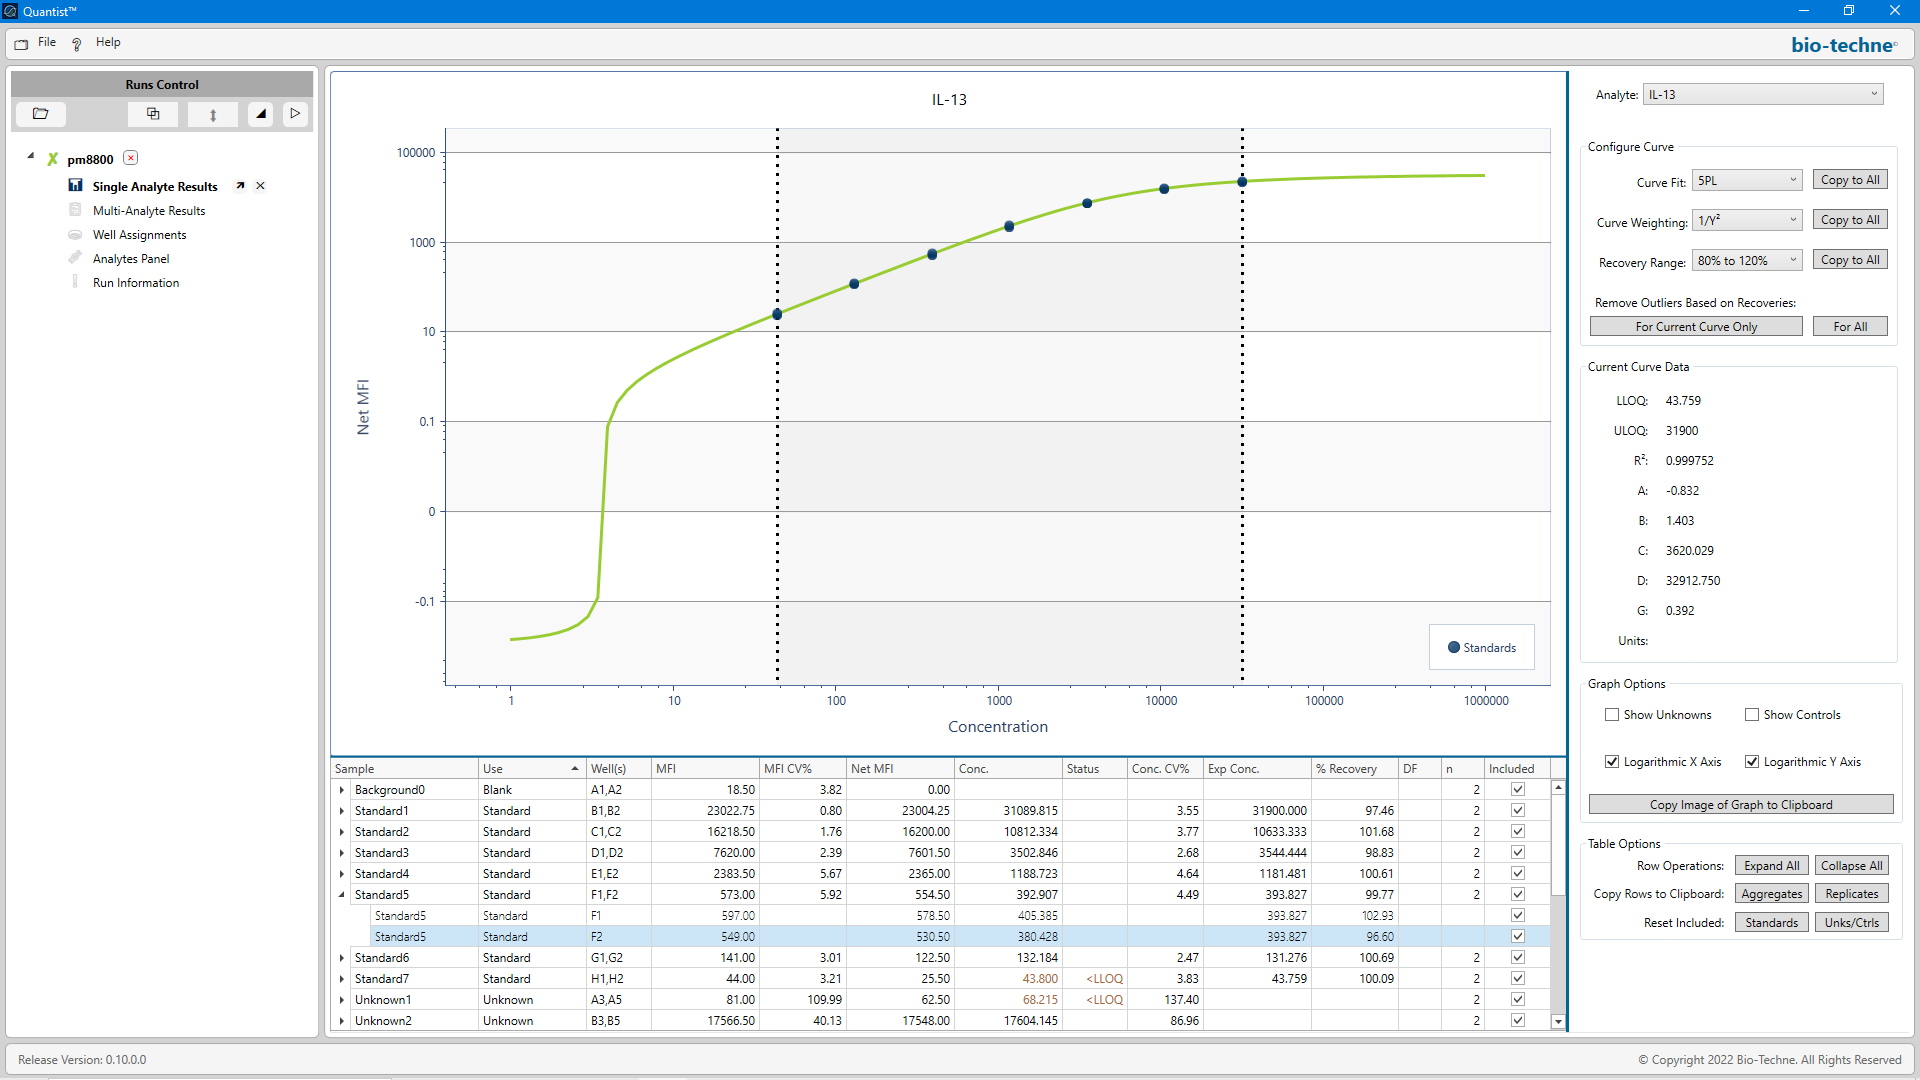 Quantist™
File Help
bio-techne
Runs Control
pm8800
Single Analyte Results
Multi-Analyte Results
Well Assignments
Analytes Panel
Run Information
IL-13
Net MFI
100000
1000
10
0.1
0
-0.1
1 10 100 1000 10000 100000 1000000
Concentration
Standards
Analyte: IL-13
Configure Curve
Curve Fit: 5PL Copy to All
Curve Weighting: 1/Y² Copy to All
Recovery Range: 80% to 120% Copy to All
Remove Outliers Based on Recoveries:
For Current Curve Only For All
Current Curve Data
LLOQ: 43.759
ULOQ: 31900
R²: 0.999752
A: -0.832
B: 1.403
C: 3620.029
D: 32912.750
G: 0.392
Units:
Graph Options
Show Unknowns Show Controls
Logarithmic X Axis Logarithmic Y Axis
Copy Image of Graph to Clipboard
Table Options
Row Operations: Expand All Collapse All
Copy Rows to Clipboard: Aggregates Replicates
Reset Included: Standards Unks/Ctrls
Sample Use Well(s) MFI MFI CV% Net MFI Conc. Status Conc. CV% Exp Conc. % Recovery DF n Included
Background0 Blank A1,A2 18.50 3.82 0.00 2
Standard1 Standard B1,B2 23022.75 0.80 23004.25 31089.815 3.55 31900.000 97.46 2
Standard2 Standard C1,C2 16218.50 1.76 16200.00 10812.334 3.77 10633.333 101.68 2
Standard3 Standard D1,D2 7620.00 2.39 7601.50 3502.846 2.68 3544.444 98.83 2
Standard4 Standard E1,E2 2383.50 5.67 2365.00 1188.723 4.64 1181.481 100.61 2
Standard5 Standard F1,F2 573.00 5.92 554.50 392.907 4.49 393.827 99.77 2
Standard5 Standard F1 597.00 578.50 405.385 393.827 102.93
Standard5 Standard F2 549.00 530.50 380.428 393.827 96.60
Standard6 Standard G1,G2 141.00 3.01 122.50 132.184 2.47 131.276 100.69 2
Standard7 Standard H1,H2 44.00 3.21 25.50 43.800 <LLOQ 3.83 43.759 100.09 2
Unknown1 Unknown A3,A5 81.00 109.99 62.50 68.215 <LLOQ 137.40 2
Unknown2 Unknown B3,B5 17566.50 40.13 17548.00 17604.145 86.96 2
Release Version: 0.10.0.0
© Copyright 2022 Bio-Techne. All Rights Reserved